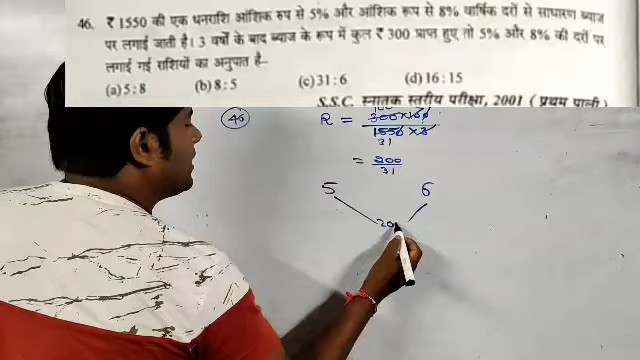 46. ₹ 1550 की एक धनराशि आंशिक रुप से 5% और आंशिक रूप से 8% वार्षिक दरों से साधारण ब्याज
पर लगाई जाती है। 3 वर्षों के बाद ब्याज के रूप में कुल ₹ 300 प्राप्त हुए तो 5% और 8% की दरों पर
लगाई गई राशियों का अनुपात है–
(a) 5 : 8 (b) 8 : 5 (c) 31 : 6 (d) 16 : 15
S.S.C. स्नातक स्तरीय परीक्षा, 2001 (प्रथम पाली)
46 R = 300×100
1550 × 3
31
= 200
31
5 6
20